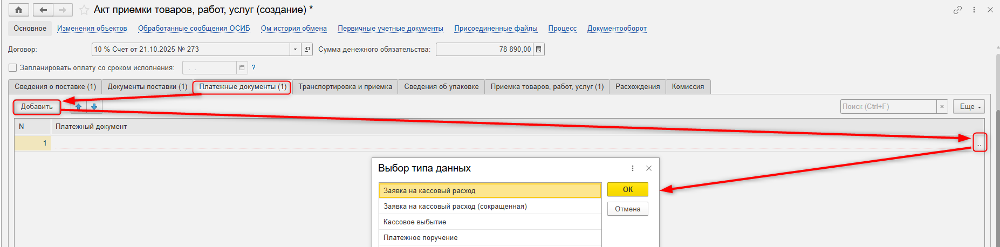 Акт приемки товаров, работ, услуг (создание) *
Основное Изменения объектов Обработанные сообщения ОСИБ Ом история обмена Первичные учетные документы Присоединенные файлы Процесс Документооборот
Договор: 10 % Счет от 21.10.2025 № 273 Сумма денежного обязательства: 78 890,00
Запланировать оплату со сроком исполнения: . . ?
Сведения о поставке (1) Документы поставки (1) Платежные документы (1) Транспортировка и приемка Сведения об упаковке Приемка товаров, работ, услуг (1) Расхождения Комиссия
Добавить Поиск (Ctrl+F) × Еще
N Платежный документ
1 ...
Выбор типа данных
Заявка на кассовый расход ОК
Заявка на кассовый расход (сокращенная) Отмена
Кассовое выбытие
Платежное поручение